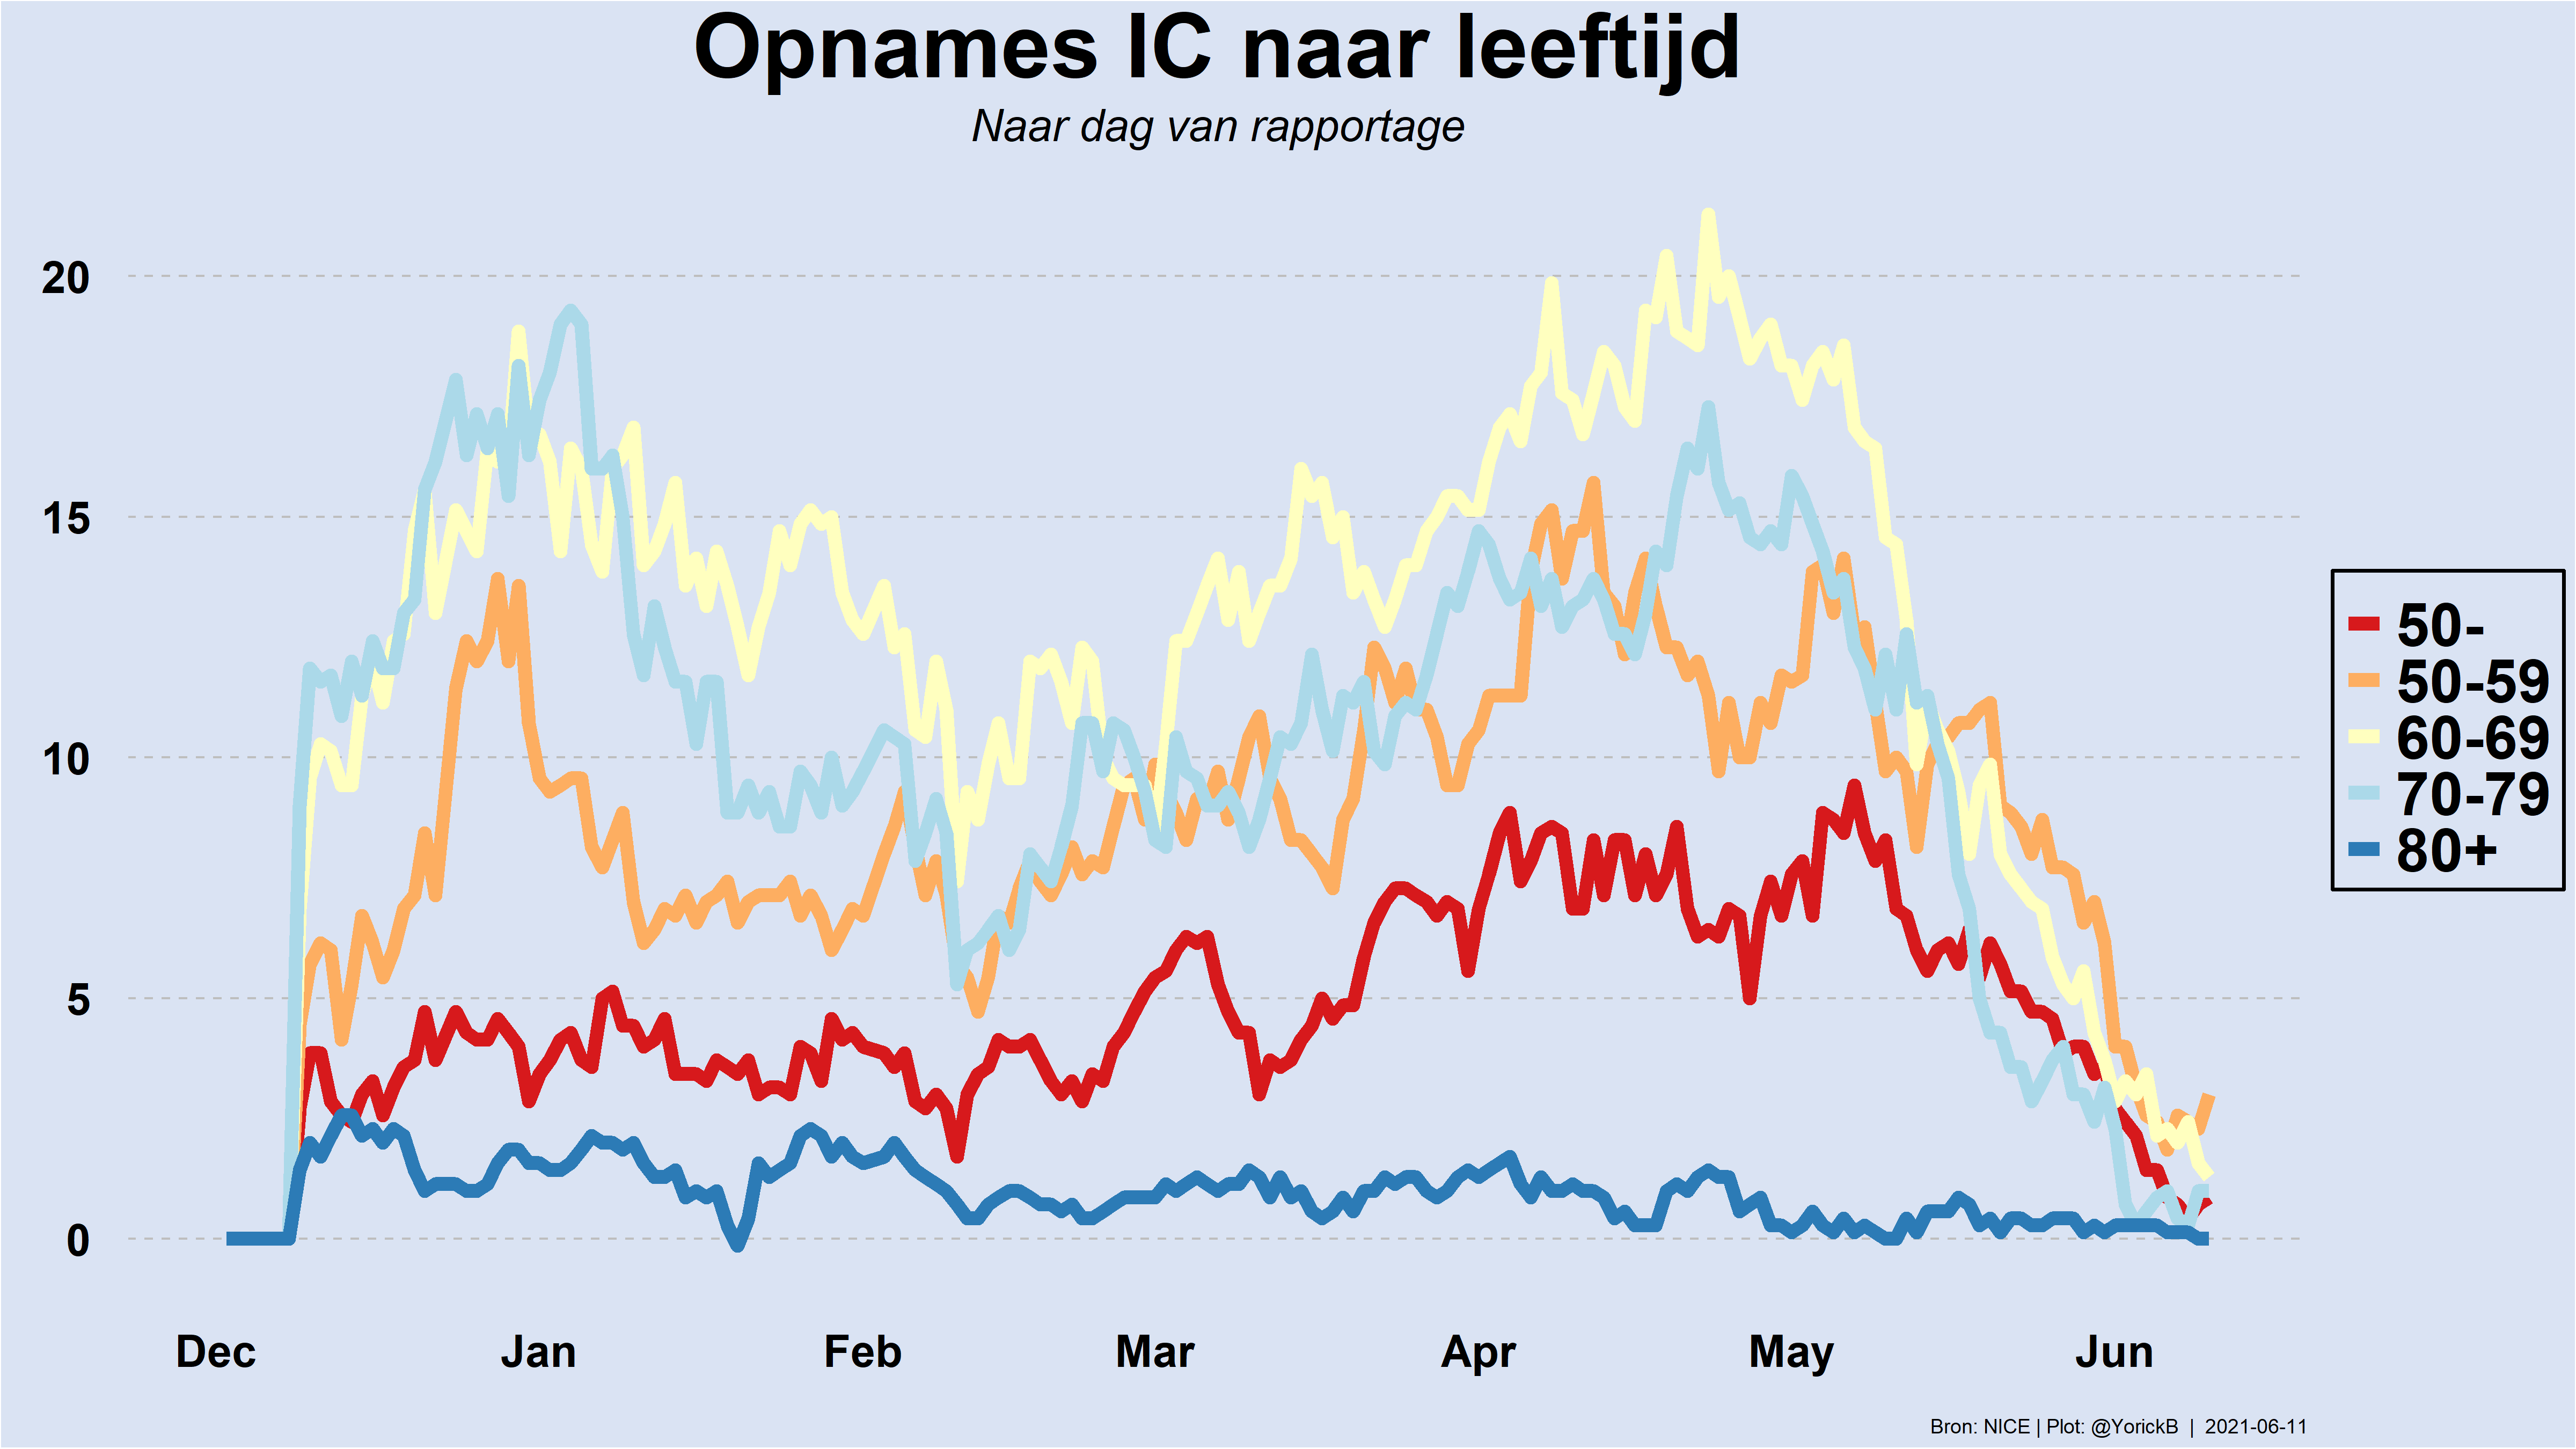 Opnames IC naar leeftijd
Naar dag van rapportage
20
15
10
5
0
50-
50-59
60-69
70-79
80+
Dec Jan Feb Mar Apr May Jun
Bron: NICE | Plot: @YorickB | 2021-06-11